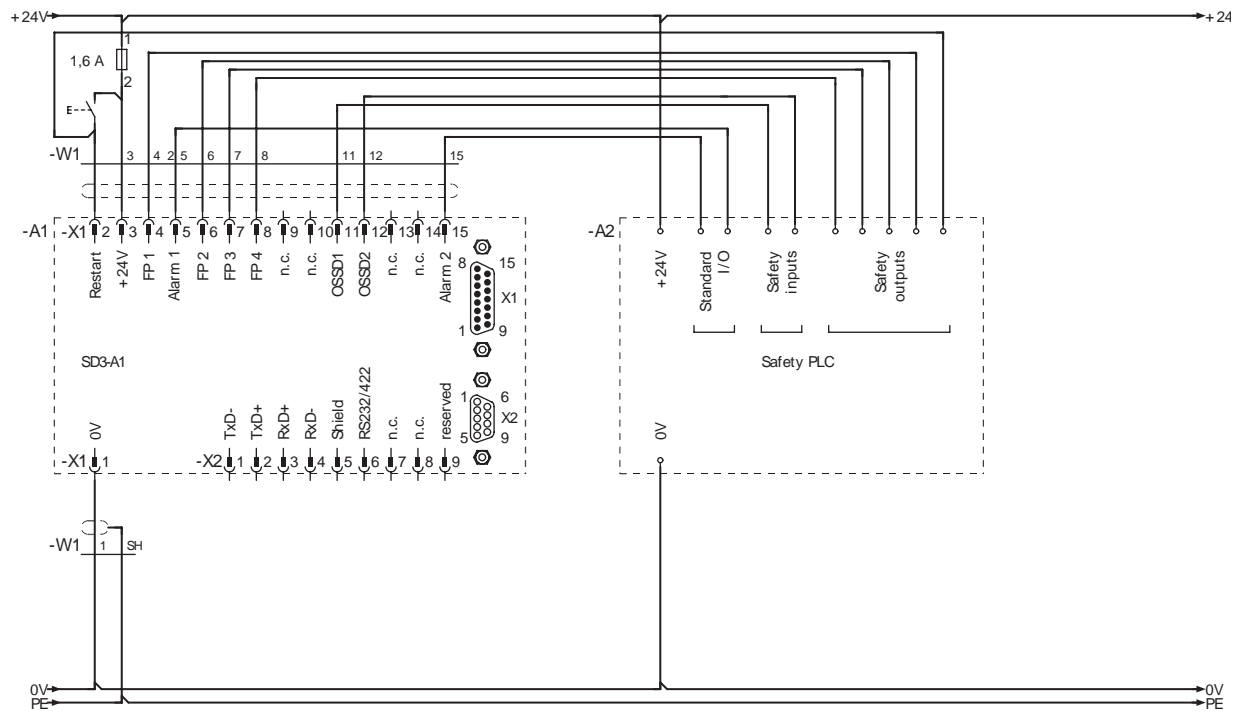 +24V +24
1
1,6 A
2
E
-W1 3 4 2 5 6 7 8 11 12 15
-A1 -X1 2 3 4 5 6 7 8 9 10 11 12 13 14 15
-A2
Restart
+24V
FP 1
Alarm 1
FP 2
FP 3
FP 4
n.c.
n.c.
OSSD1
OSSD2
n.c.
n.c.
Alarm 2
8 15
X1
1 9
+24V
Standard
I/O
Safety
inputs
Safety
outputs
SD3-A1
Safety PLC
0V
TxD-
TxD+
RxD+
RxD-
Shield
RS232/422
n.c.
n.c.
reserved
1 6
X2
5 9
0V
-X1 1 -X2 1 2 3 4 5 6 7 8 9
-W1 1 SH
0V 0V
PE PE